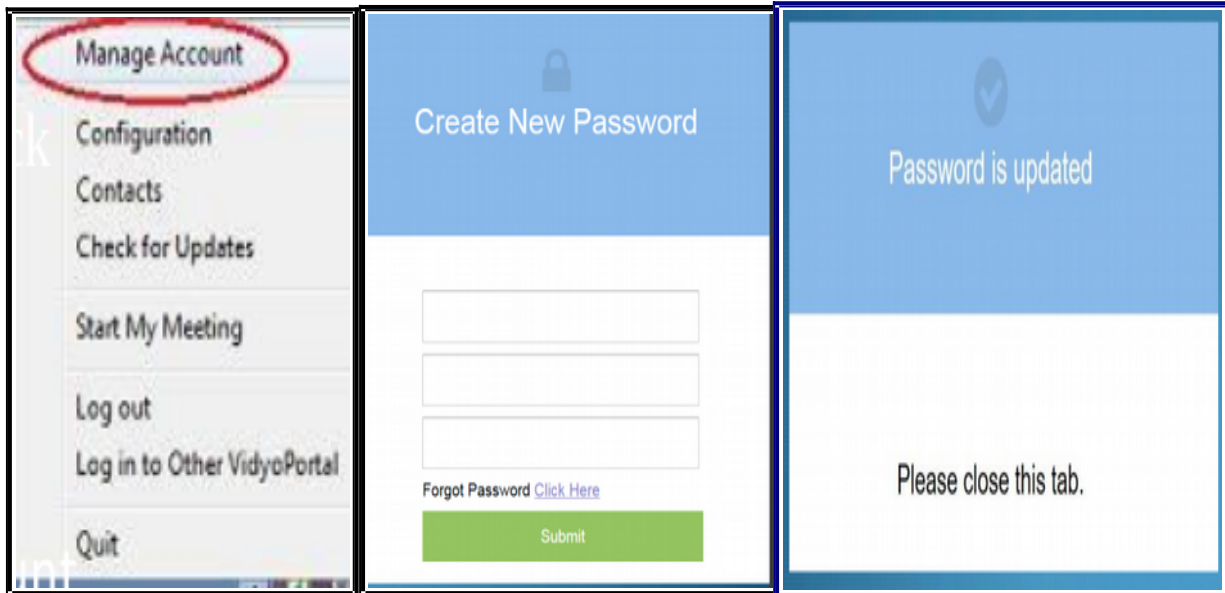 Manage Account
Configuration
Contacts
Check for Updates
Start My Meeting
Log out
Log in to Other VidyoPortal
Quit
Create New Password
Forgot Password Click Here
Submit
Password is updated
Please close this tab.